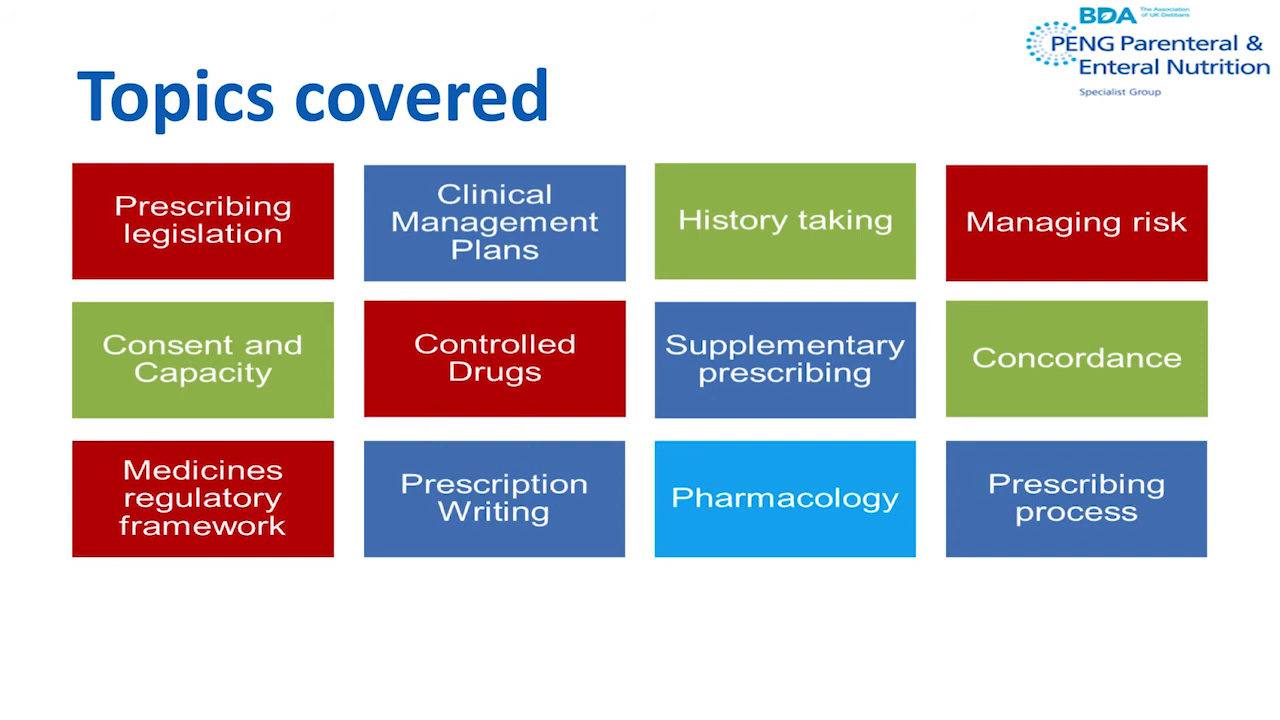 BDA The Association
of UK Dietitians
PENG Parenteral &
Enteral Nutrition
Specialist Group
Topics covered
Prescribing
legislation
Clinical
Management
Plans
History taking
Managing risk
Consent and
Capacity
Controlled
Drugs
Supplementary
prescribing
Concordance
Medicines
regulatory
framework
Prescription
Writing
Pharmacology
Prescribing
process